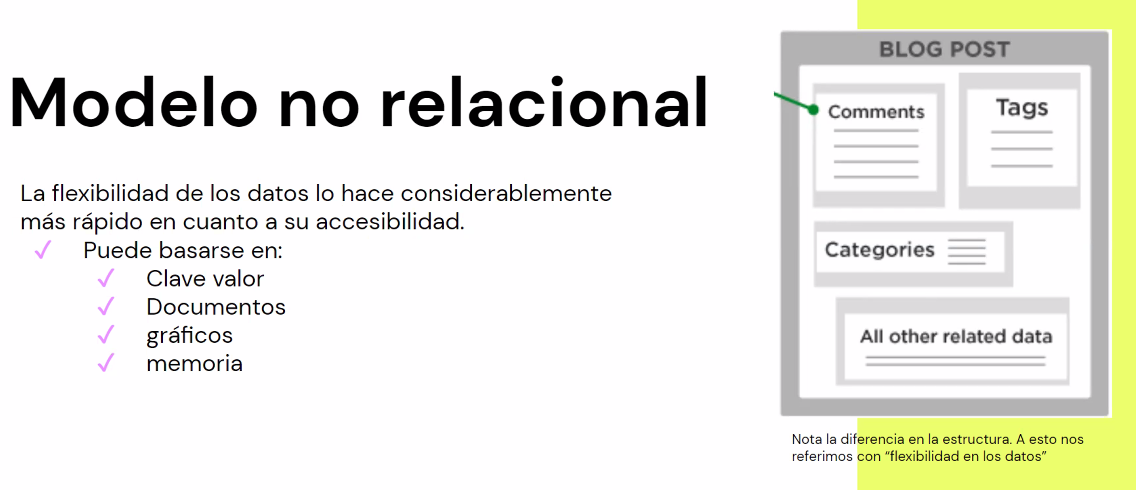 Modelo no relacional
La flexibilidad de los datos lo hace considerablemente
más rápido en cuanto a su accesibilidad.
Puede basarse en:
Clave valor
Documentos
gráficos
memoria
BLOG POST
Comments
Tags
Categories
All other related data
Nota la diferencia en la estructura. A esto nos
referimos con “flexibilidad en los datos”